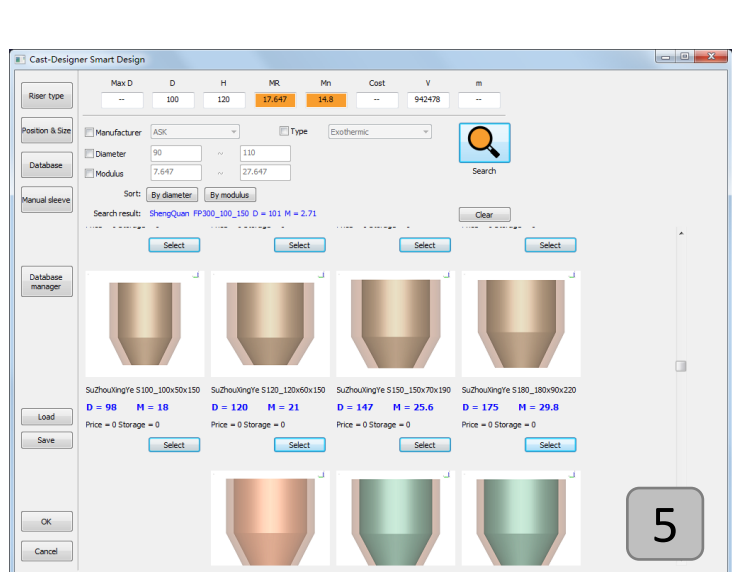 Cast-Designer Smart Design
Max D D H MR Mn Cost V m
Riser type -- 100 120 17.647 14.8 -- 942478 --
Position & Size Manufacturer ASK Type Exothermic
Diameter 90 ~ 110
Database Modulus 7.647 ~ 27.647 Search
Manual sleeve Sort: By diameter By modulus
Search result: ShengQuan FP300_100_150 D = 101 M = 2.71 Clear
Select Select Select Select
Database
manager
SuZhouXingYe S100_100x50x150 SuZhouXingYe S120_120x60x150 SuZhouXingYe S150_150x70x190 SuZhouXingYe S180_180x90x220
D = 98 M = 18 D = 120 M = 21 D = 147 M = 25.6 D = 175 M = 29.8
Load Price = 0 Storage = 0 Price = 0 Storage = 0 Price = 0 Storage = 0 Price = 0 Storage = 0
Save Select Select Select Select
OK 5
Cancel